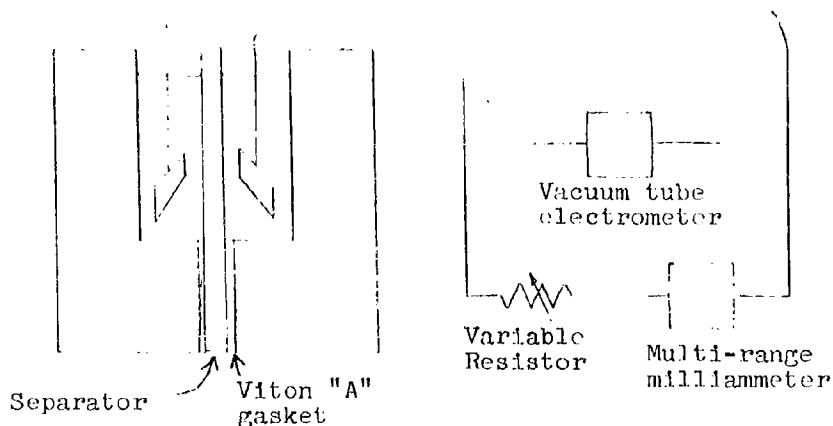 Vacuum tube
electrometer
Variable
Resistor
Multi-range
milliammeter
Separator
Viton "A"
gasket